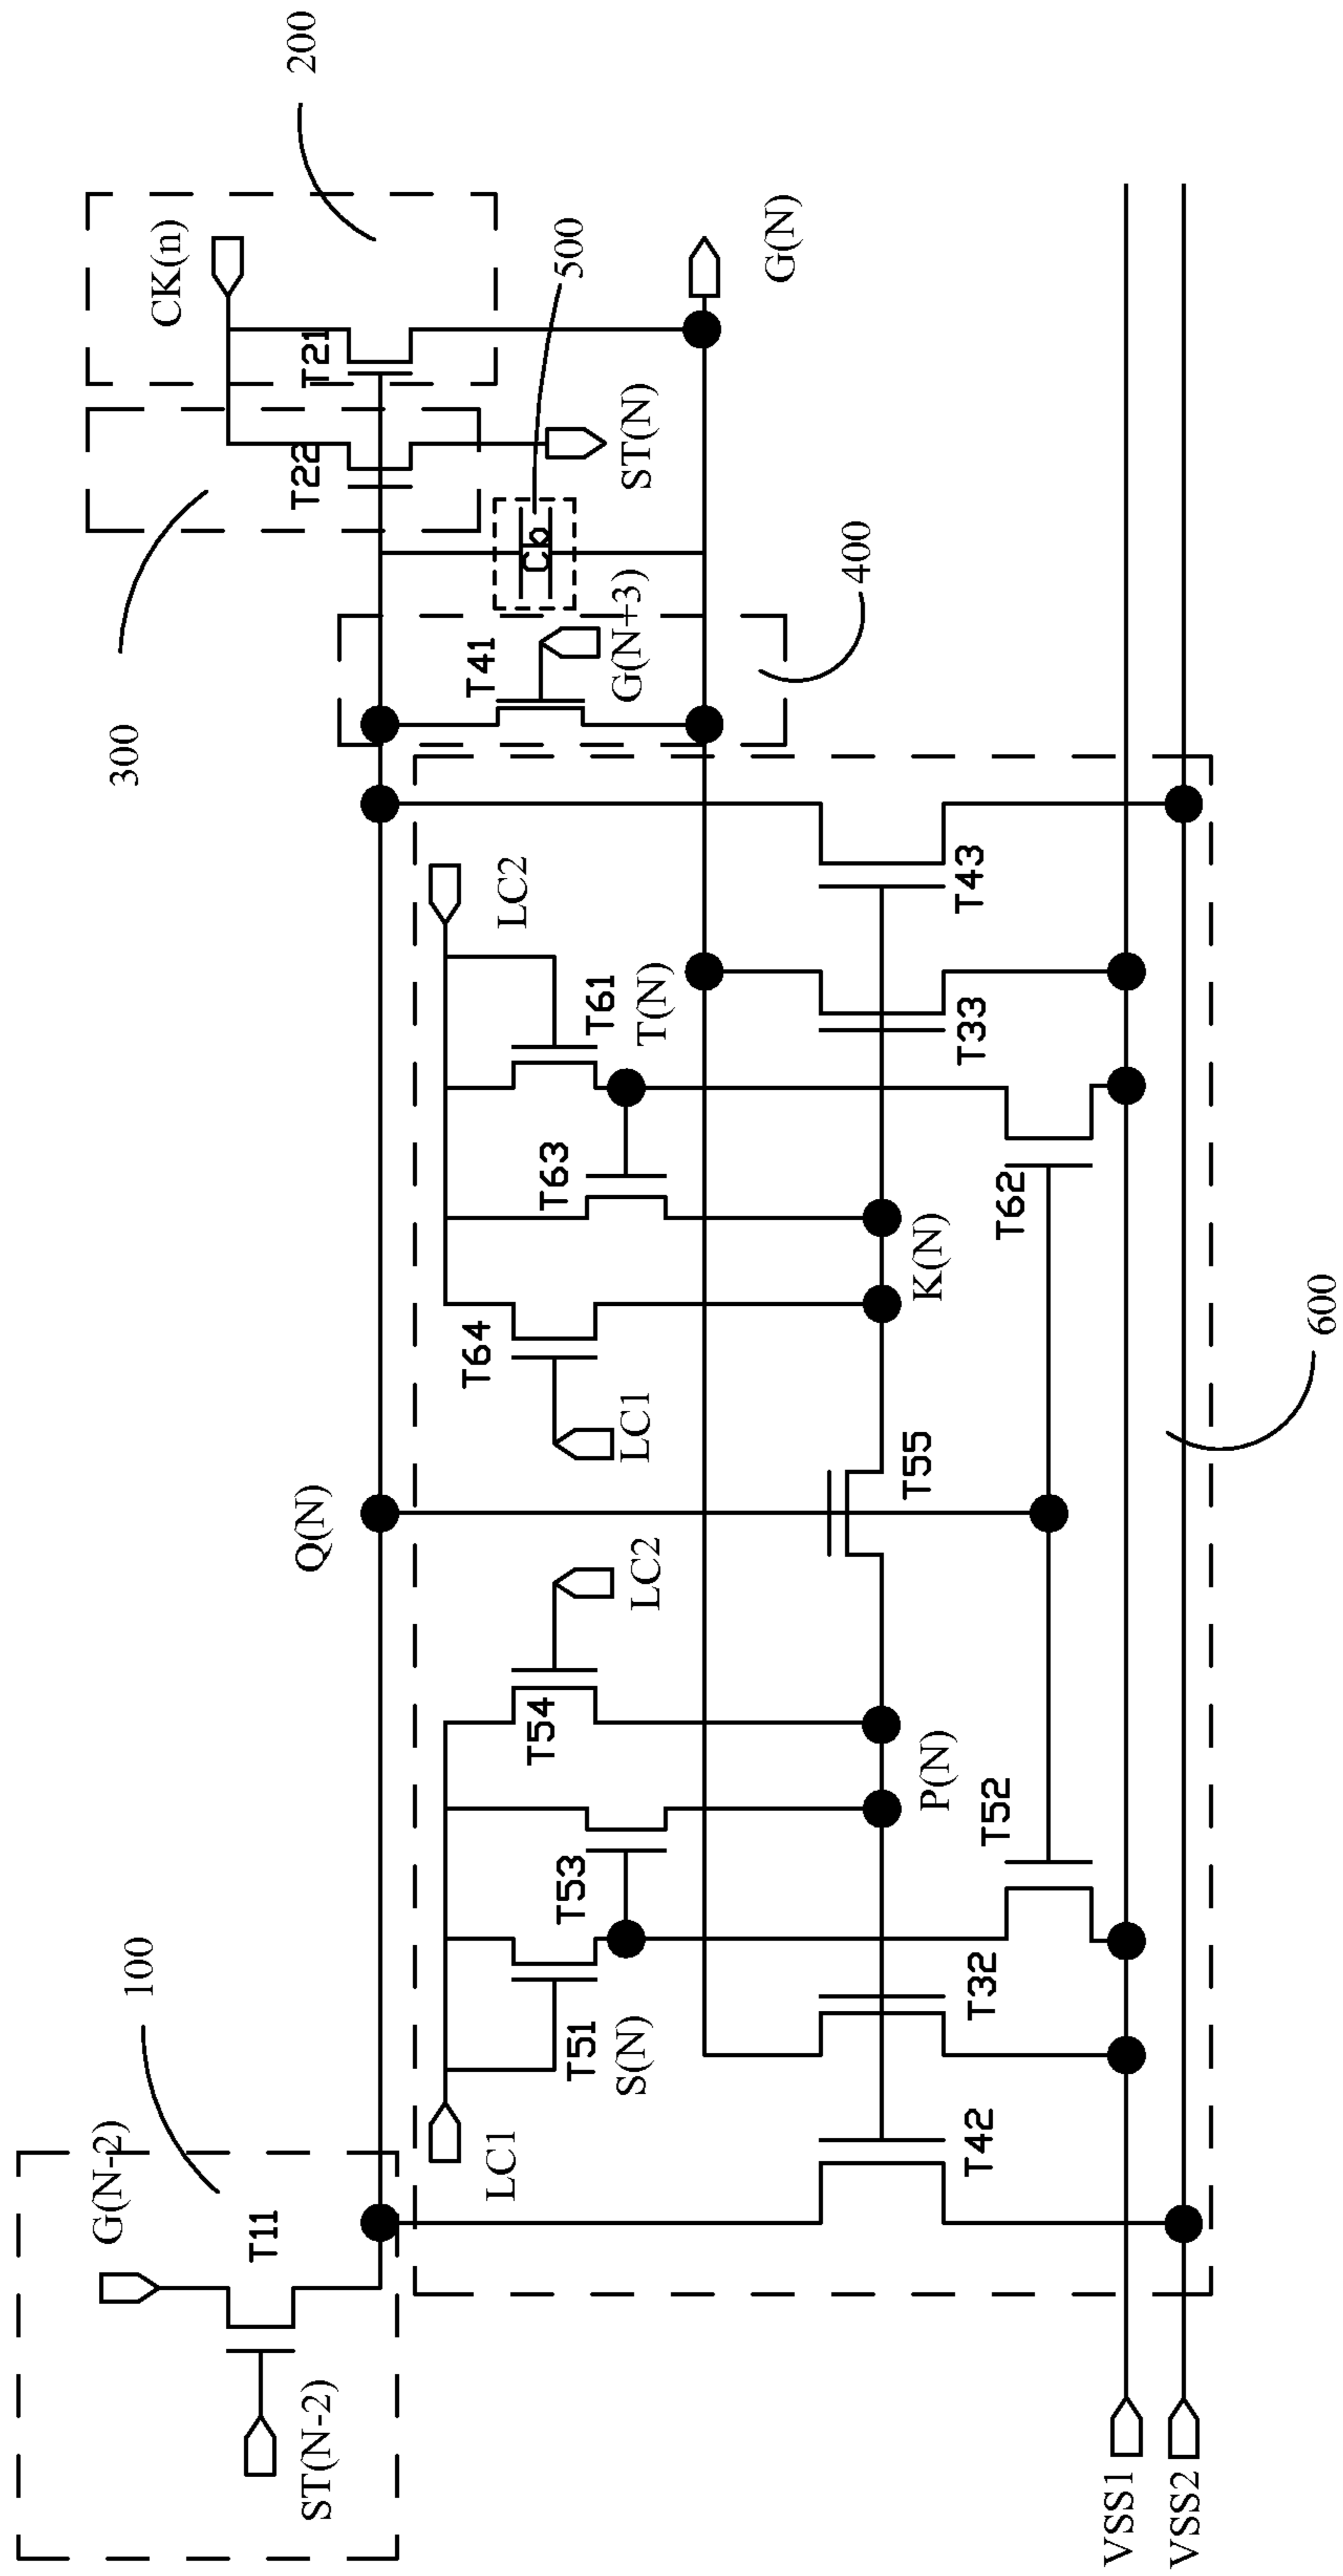 G(N-2)
100
T11
ST(N-2)
Q(N)
300
200
CK(n)
T22
T21
ST(N)
500
Cb
G(N)
T41
G(N+3)
400
LC1
T51
S(N)
T53
T54
LC2
T64
LC1
T63
T61
T(N)
LC2
P(N)
T55
K(N)
T42
T32
T52
T62
T33
T43
600
VSS1
VSS2